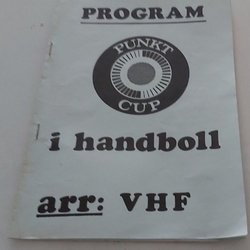 PROGRAM
PUNKT
CUP
i handboll
arr: VHF